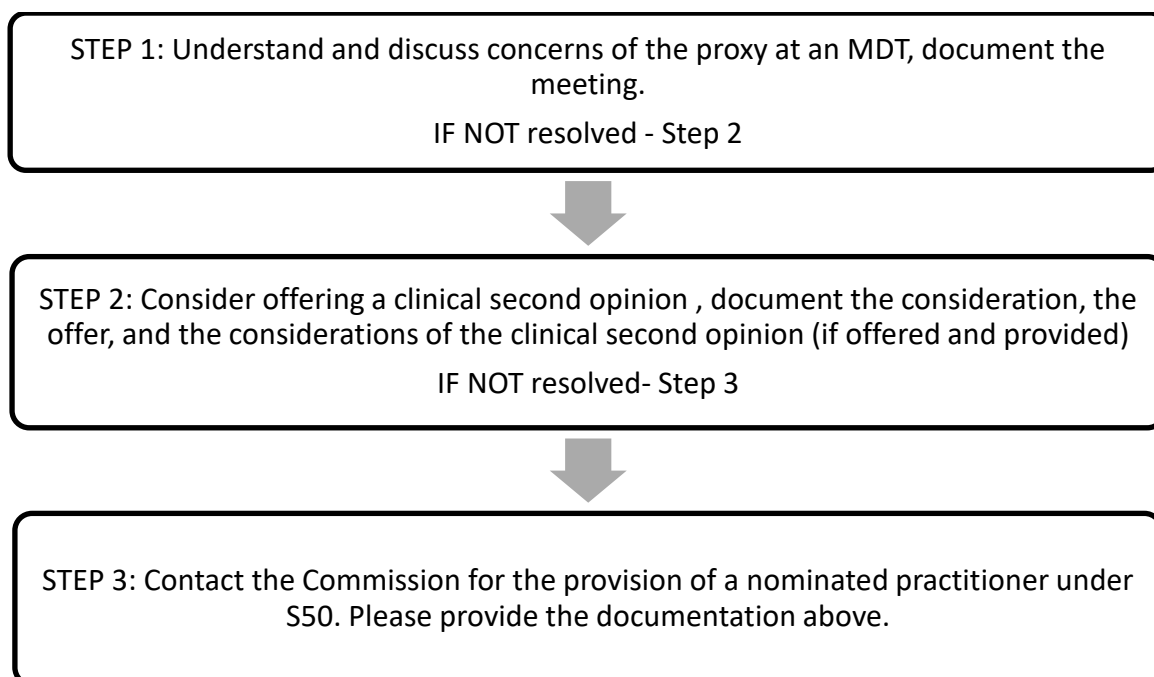 STEP 1: Understand and discuss concerns of the proxy at an MDT, document the
meeting.
IF NOT resolved - Step 2
STEP 2: Consider offering a clinical second opinion , document the consideration, the
offer, and the considerations of the clinical second opinion (if offered and provided)
IF NOT resolved- Step 3
STEP 3: Contact the Commission for the provision of a nominated practitioner under
S50. Please provide the documentation above.